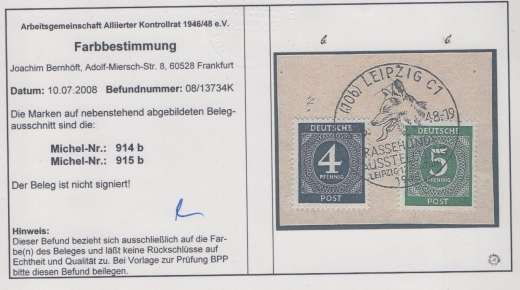 Arbeitsgemeinschaft Alliierter Kontrollrat 1946/48 e.V.
Farbbestimmung
Joachim Bernhöft, Adolf-Miersch-Str. 8, 60528 Frankfurt
Datum: 10.07.2008 Befundnummer: 08/13734K
Die Marken auf nebenstehend abgebildeten Beleg-
ausschnitt sind die:
Michel-Nr.: 914 b
Michel-Nr.: 915 b
Der Beleg ist nicht signiert!
Hinweis:
Dieser Befund bezieht sich ausschließlich auf die Far-
be(n) des Beleges und läßt keine Rückschlüsse auf
Echtheit und Qualität zu. Bei Vorlage zur Prüfung BPP
bitte diesen Befund beilegen.
b b
(10b) LEIPZIG C1
48-19
RASSEHUN
AUSSTE
LEIPZIG
DEUTSCHE
4
PFENNIG
POST
DEUTSCHE
5
PFENNIG
POST